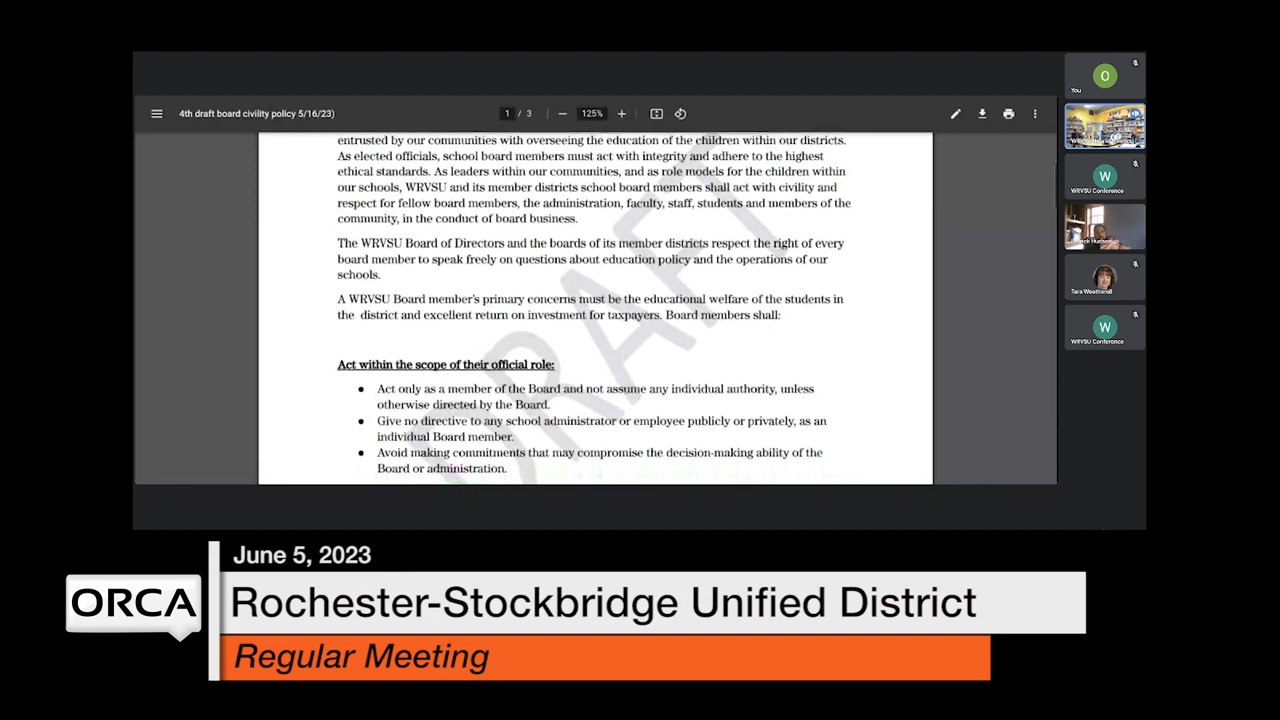 4th draft board civility policy 5/16/23)
1 / 3
125%
entrusted by our communities with overseeing the education of the children within our districts.
As elected officials, school board members must act with integrity and adhere to the highest
ethical standards. As leaders within our communities, and as role models for the children within
our schools, WRVSU and its member districts school board members shall act with civility and
respect for fellow board members, the administration, faculty, staff, students and members of the
community, in the conduct of board business.
The WRVSU Board of Directors and the boards of its member districts respect the right of every
board member to speak freely on questions about education policy and the operations of our
schools.
A WRVSU Board member's primary concerns must be the educational welfare of the students in
the district and excellent return on investment for taxpayers. Board members shall:
Act within the scope of their official role:
● Act only as a member of the Board and not assume any individual authority, unless
otherwise directed by the Board.
● Give no directive to any school administrator or employee publicly or privately, as an
individual Board member.
● Avoid making commitments that may compromise the decision-making ability of the
Board or administration.
DRAFT
O
You
W
WRVSU Conference
Hudson
Tara Weatherell
W
WRVSU Conference
June 5, 2023
ORCA
Rochester-Stockbridge Unified District
Regular Meeting